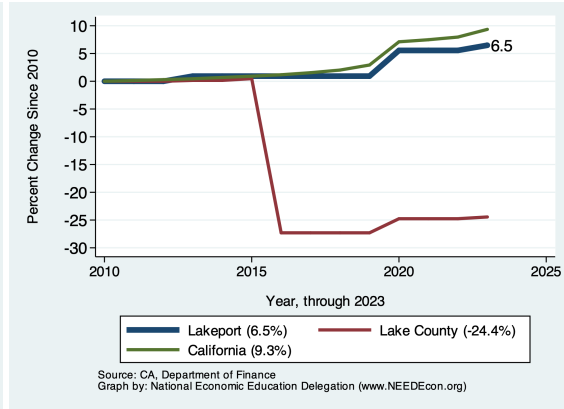 Percent Change Since 2010
10
5
0
-5
-10
-15
-20
-25
-30
6.5
2010 2015 2020 2025
Year, through 2023
Lakeport (6.5%) Lake County (-24.4%)
California (9.3%)
Source: CA, Department of Finance
Graph by: National Economic Education Delegation (www.NEEDEcon.org)